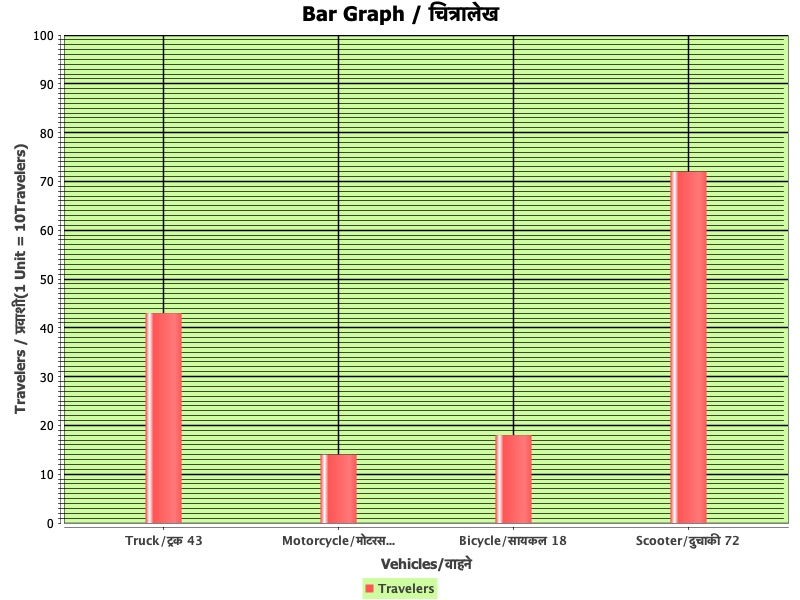 Bar Graph / चित्रालेख
100
90
80
70
60
50
40
30
20
10
0
Travelers / प्रवाशी(1 Unit = 10Travelers)
Truck/ट्रक 43
Motorcycle/मोटरस...
Bicycle/सायकल 18
Scooter/दुचाकी 72
Vehicles/वाहने
Travelers